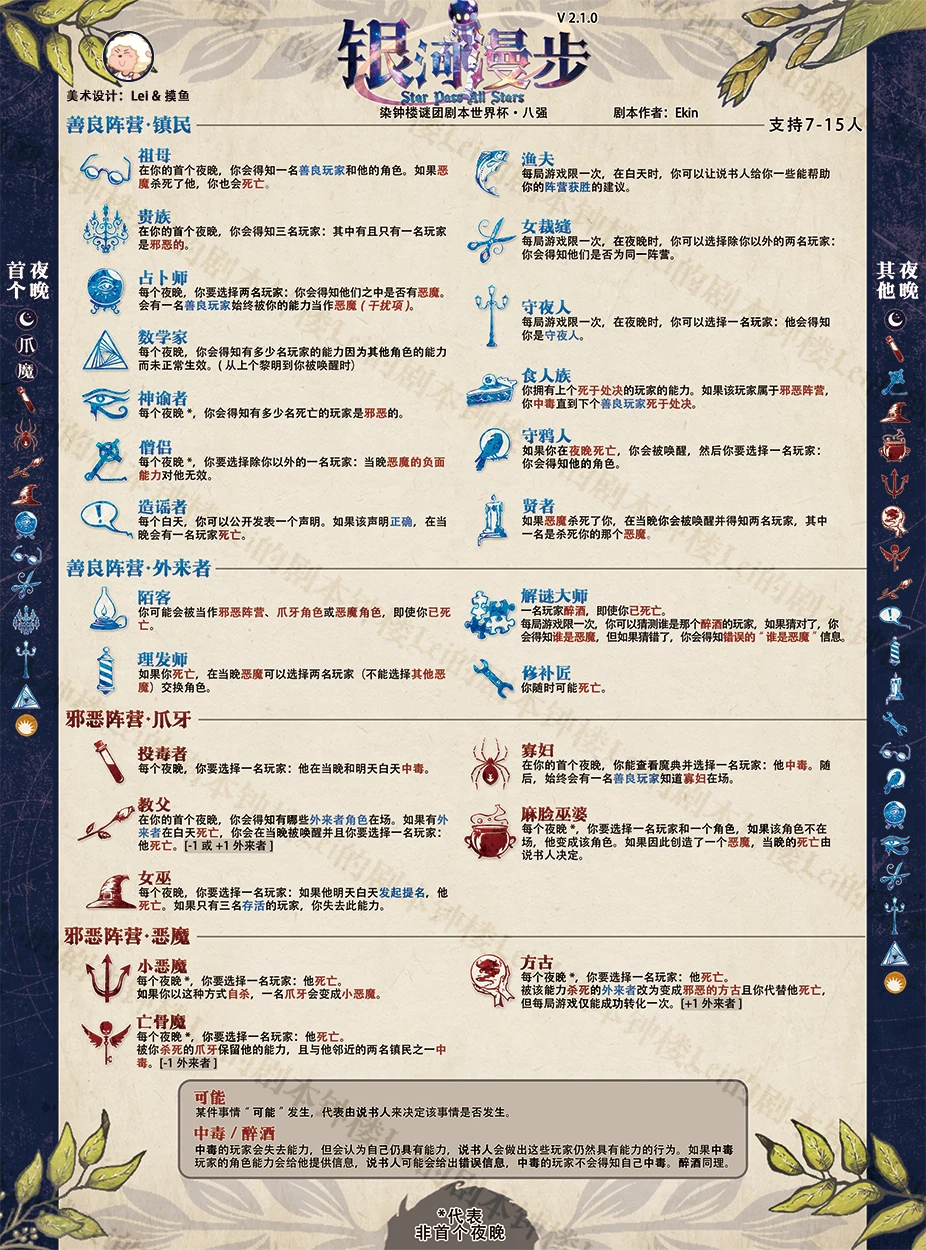 V 2.1.0
银河漫步
Star Pass All Stars
美术设计：Lei & 摸鱼
染钟楼谜团剧本世界杯·八强
剧本作者：Ekin
支持7-15人
善良阵营·镇民
祖母
在你的首个夜晚，你会得知一名善良玩家和他的角色。如果恶
魔杀死了他，你也会死亡。
贵族
在你的首个夜晚，你会得知三名玩家：其中有且只有一名玩家
是邪恶的。
占卜师
每个夜晚，你要选择两名玩家：你会得知他们之中是否有恶魔。
会有一名善良玩家始终被你的能力当作恶魔（干扰项）。
数学家
每个夜晚，你会得知有多少名玩家的能力因为其他角色的能力
而未正常生效。（从上个黎明到你被唤醒时）
神谕者
每个夜晚*，你会得知有多少名死亡的玩家是邪恶的。
僧侣
每个夜晚*，你要选择除你以外的一名玩家：当晚恶魔的负面
能力对他无效。
造谣者
每个白天，你可以公开发表一个声明。如果该声明正确，在当
晚会有一名玩家死亡。
渔夫
每局游戏限一次，在白天时，你可以让说书人给你一些能帮助
你的阵营获胜的建议。
女裁缝
每局游戏限一次，在夜晚时，你可以选择除你以外的两名玩家：
你会得知他们是否为同一阵营。
守夜人
每局游戏限一次，在夜晚时，你可以选择一名玩家：他会得知
你是守夜人。
食人族
你拥有上个死于处决的玩家的能力。如果该玩家属于邪恶阵营，
你中毒直到下个善良玩家死于处决。
守鸦人
如果你在夜晚死亡，你会被唤醒，然后你要选择一名玩家：
你会得知他的角色。
贤者
如果恶魔杀死了你，在当晚你会被唤醒并得知两名玩家，其中
一名是杀死你的那个恶魔。
善良阵营·外来者
陌客
你可能会被当作邪恶阵营、爪牙角色或恶魔角色，即使你已死
亡。
理发师
如果你死亡，在当晚恶魔可以选择两名玩家（不能选择其他恶
魔）交换角色。
解谜大师
一名玩家醉酒，即使你已死亡。
每局游戏限一次，你可以猜测谁是那个醉酒的玩家，如果猜对了，你
会得知谁是恶魔，但如果猜错了，你会得知错误的“谁是恶魔”信息。
修补匠
你随时可能死亡。
邪恶阵营·爪牙
投毒者
每个夜晚，你要选择一名玩家：他在当晚和明天白天中毒。
教父
在你的首个夜晚，你会得知有哪些外来者角色在场。如果有外
来者在白天死亡，你会在当晚被唤醒并且你要选择一名玩家：
他死亡。[-1 或 +1 外来者]
女巫
每个夜晚，你要选择一名玩家：如果他明天白天发起提名，他
死亡。如果只有三名存活的玩家，你失去此能力。
寡妇
在你的首个夜晚，你能查看魔典并选择一名玩家：他中毒。随
后，始终会有一名善良玩家知道寡妇在场。
麻脸巫婆
每个夜晚*，你要选择一名玩家和一个角色，如果该角色不在
场，他变成该角色。如果因此创造了一个恶魔，当晚的死亡由
说书人决定。
邪恶阵营·恶魔
小恶魔
每个夜晚*，你要选择一名玩家：他死亡。
如果你以这种方式自杀，一名爪牙会变成小恶魔。
亡骨魔
每个夜晚*，你要选择一名玩家：他死亡。
被你杀死的爪牙保留他的能力，且与他邻近的两名镇民之一中
毒。[-1 外来者]
方古
每个夜晚*，你要选择一名玩家：他死亡。
被该能力杀死的外来者改为变成邪恶的方古且你代替他死亡，
但每局游戏仅能成功转化一次。[+1 外来者]
可能
某件事情“可能”发生，代表由说书人来决定该事情是否发生。
中毒 / 醉酒
中毒的玩家会失去能力，但会认为自己仍具有能力，说书人会做出这些玩家仍然具有能力的行为。如果中毒
玩家的角色能力会给他提供信息，说书人可能会给出错误信息，中毒的玩家不会得知自己中毒。醉酒同理。
*代表
非首个夜晚
首个夜晚
爪
魔
其他夜晚